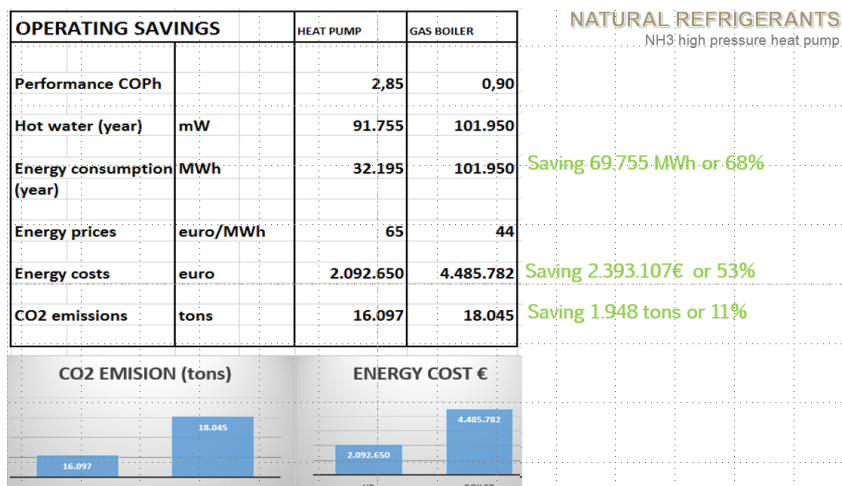 NATURAL REFRIGERANTS
NH3 high pressure heat pump
OPERATING SAVINGS HEAT PUMP GAS BOILER
Performance COPh 2,85 0,90
Hot water (year) mW 91.755 101.950
Energy consumption MWh 32.195 101.950 Saving 69.755 MWh or 68%
(year)
Energy prices euro/MWh 65 44
Energy costs euro 2.092.650 4.485.782 Saving 2.393.107€ or 53%
CO2 emissions tons 16.097 18.045 Saving 1.948 tons or 11%
CO2 EMISION (tons)
18.045
16.097
ENERGY COST €
4.485.782
2.092.650